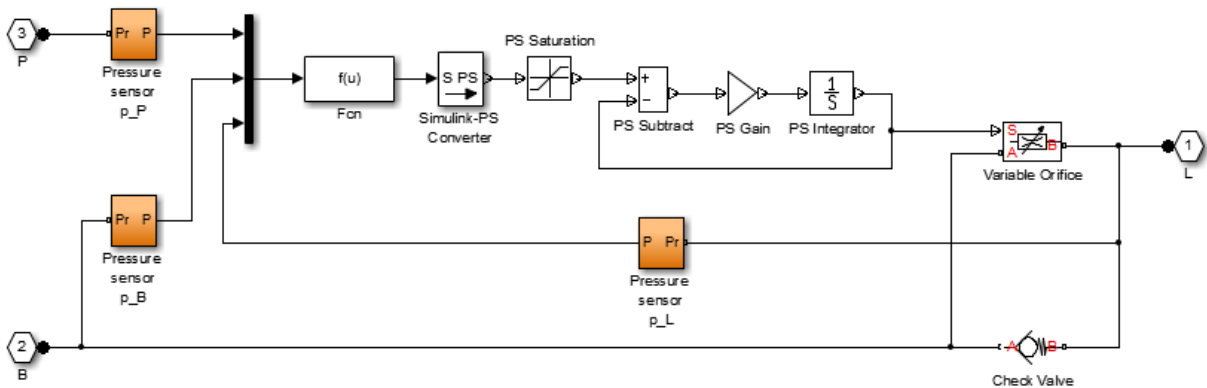 3
P
Pr P
Pressure
sensor
p_P
f(u)
Fcn
S PS
Simulink-PS
Converter
PS Saturation
+
−
PS Subtract
PS Gain
1
S
PS Integrator
S
A
B
Variable Orifice
1
L
Pr P
Pressure
sensor
p_B
P Pr
Pressure
sensor
p_L
2
B
A B
Check Valve